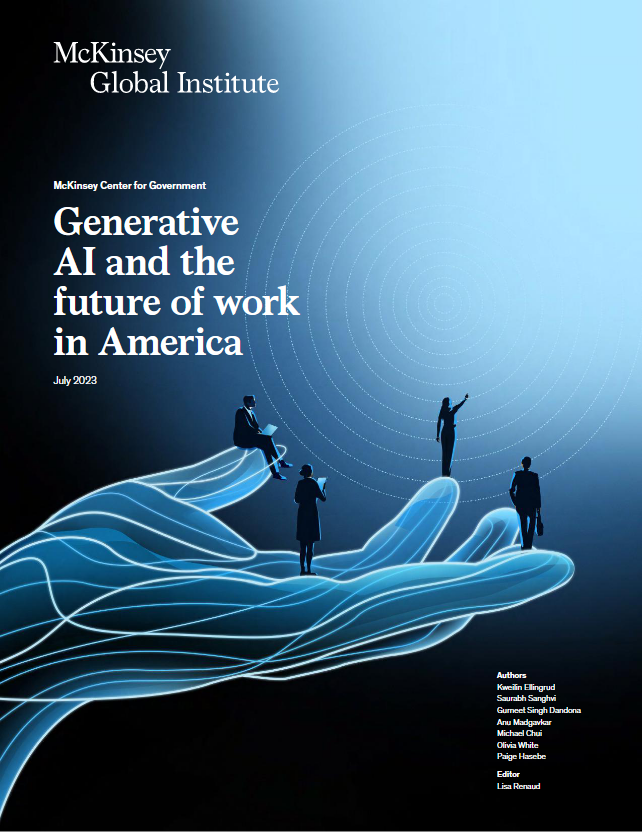 McKinsey
Global Institute
McKinsey Center for Government
Generative
AI and the
future of work
in America
July 2023
Authors
Kweilin Ellingrud
Saurabh Sanghvi
Gurneet Singh Dandona
Anu Madgavkar
Michael Chui
Olivia White
Paige Hasebe
Editor
Lisa Renaud